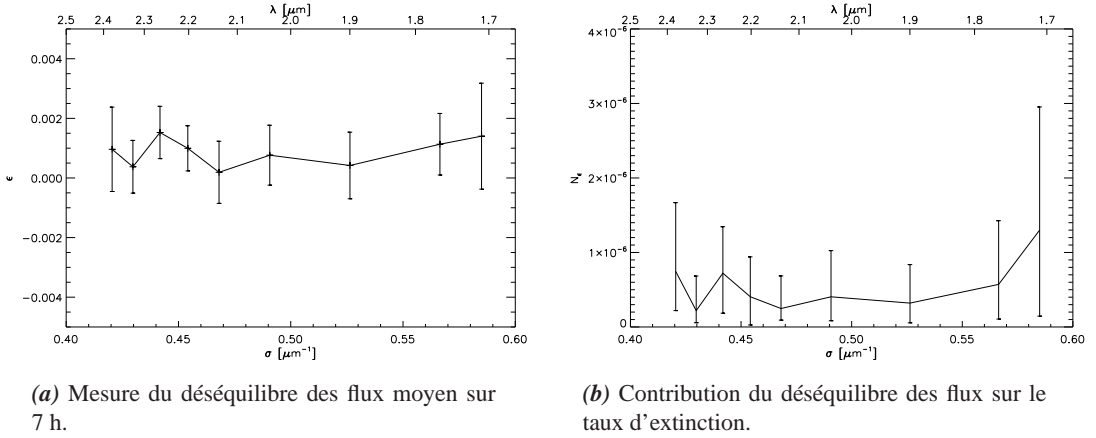 λ [μm]
2.5 2.4 2.3 2.2 2.1 2.0 1.9 1.8 1.7
0.004
0.002
0.000
−0.002
−0.004
ε
0.40 0.45 0.50 0.55 0.60
σ [μm⁻¹]
(a) Mesure du déséquilibre des flux moyen sur
7 h.
λ [μm]
2.5 2.4 2.3 2.2 2.1 2.0 1.9 1.8 1.7
4×10⁻⁶
3×10⁻⁶
2×10⁻⁶
1×10⁻⁶
0
Nε
0.40 0.45 0.50 0.55 0.60
σ [μm⁻¹]
(b) Contribution du déséquilibre des flux sur le
taux d'extinction.